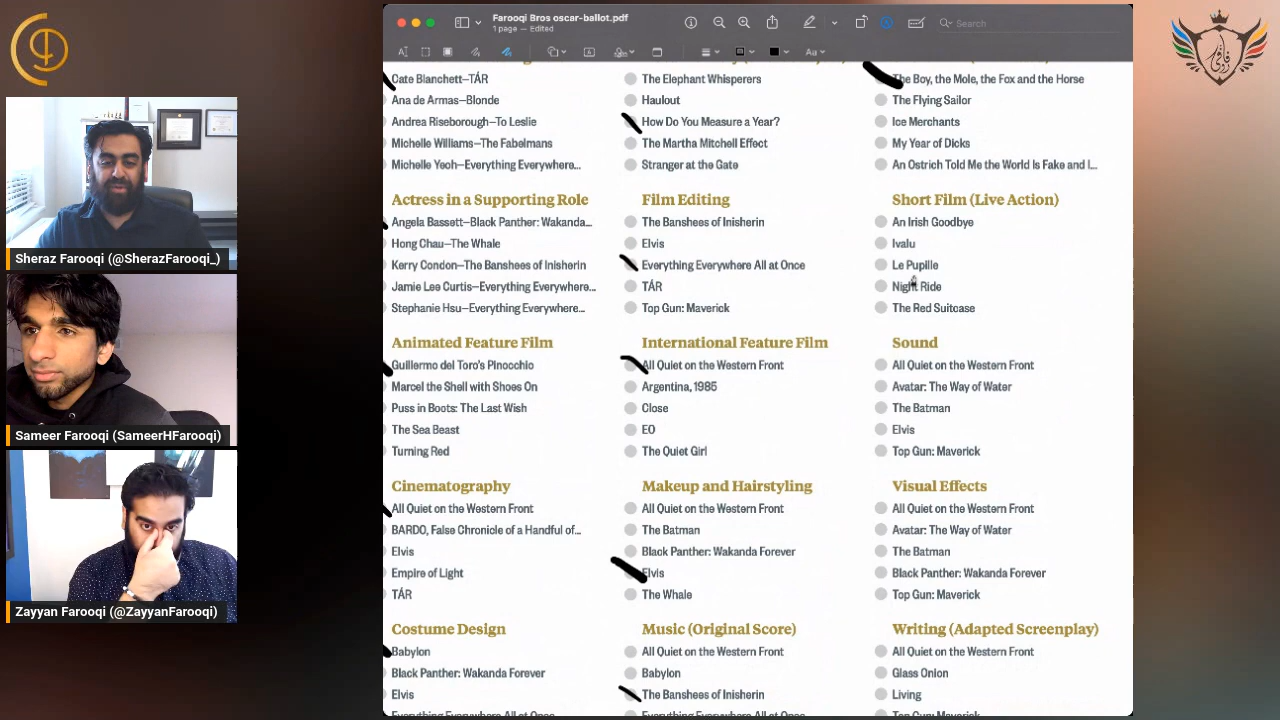 Farooqi Bros oscar-ballot.pdf
1 page — Edited
Search
Aa
Sheraz Farooqi (@SherazFarooqi_)
Sameer Farooqi (SameerHFarooqi)
Zayyan Farooqi (@ZayyanFarooqi)
Cate Blanchett—TÁR
Ana de Armas—Blonde
Andrea Riseborough—To Leslie
Michelle Williams—The Fabelmans
Michelle Yeoh—Everything Everywhere...
Actress in a Supporting Role
Angela Bassett—Black Panther: Wakanda...
Hong Chau—The Whale
Kerry Condon—The Banshees of Inisherin
Jamie Lee Curtis—Everything Everywhere...
Stephanie Hsu—Everything Everywhere...
Animated Feature Film
Guillermo del Toro's Pinocchio
Marcel the Shell with Shoes On
Puss in Boots: The Last Wish
The Sea Beast
Turning Red
Cinematography
All Quiet on the Western Front
BARDO, False Chronicle of a Handful of...
Elvis
Empire of Light
TÁR
Costume Design
Babylon
Black Panther: Wakanda Forever
Elvis
Everything Everywhere All at Once
The Elephant Whisperers
Haulout
How Do You Measure a Year?
The Martha Mitchell Effect
Stranger at the Gate
Film Editing
The Banshees of Inisherin
Elvis
Everything Everywhere All at Once
TÁR
Top Gun: Maverick
International Feature Film
All Quiet on the Western Front
Argentina, 1985
Close
EO
The Quiet Girl
Makeup and Hairstyling
All Quiet on the Western Front
The Batman
Black Panther: Wakanda Forever
Elvis
The Whale
Music (Original Score)
All Quiet on the Western Front
Babylon
The Banshees of Inisherin
Everything Everywhere All at Once
The Boy, the Mole, the Fox and the Horse
The Flying Sailor
Ice Merchants
My Year of Dicks
An Ostrich Told Me the World Is Fake and I...
Short Film (Live Action)
An Irish Goodbye
Ivalu
Le Pupille
Night Ride
The Red Suitcase
Sound
All Quiet on the Western Front
Avatar: The Way of Water
The Batman
Elvis
Top Gun: Maverick
Visual Effects
All Quiet on the Western Front
Avatar: The Way of Water
The Batman
Black Panther: Wakanda Forever
Top Gun: Maverick
Writing (Adapted Screenplay)
All Quiet on the Western Front
Glass Onion
Living
Top Gun: Maverick